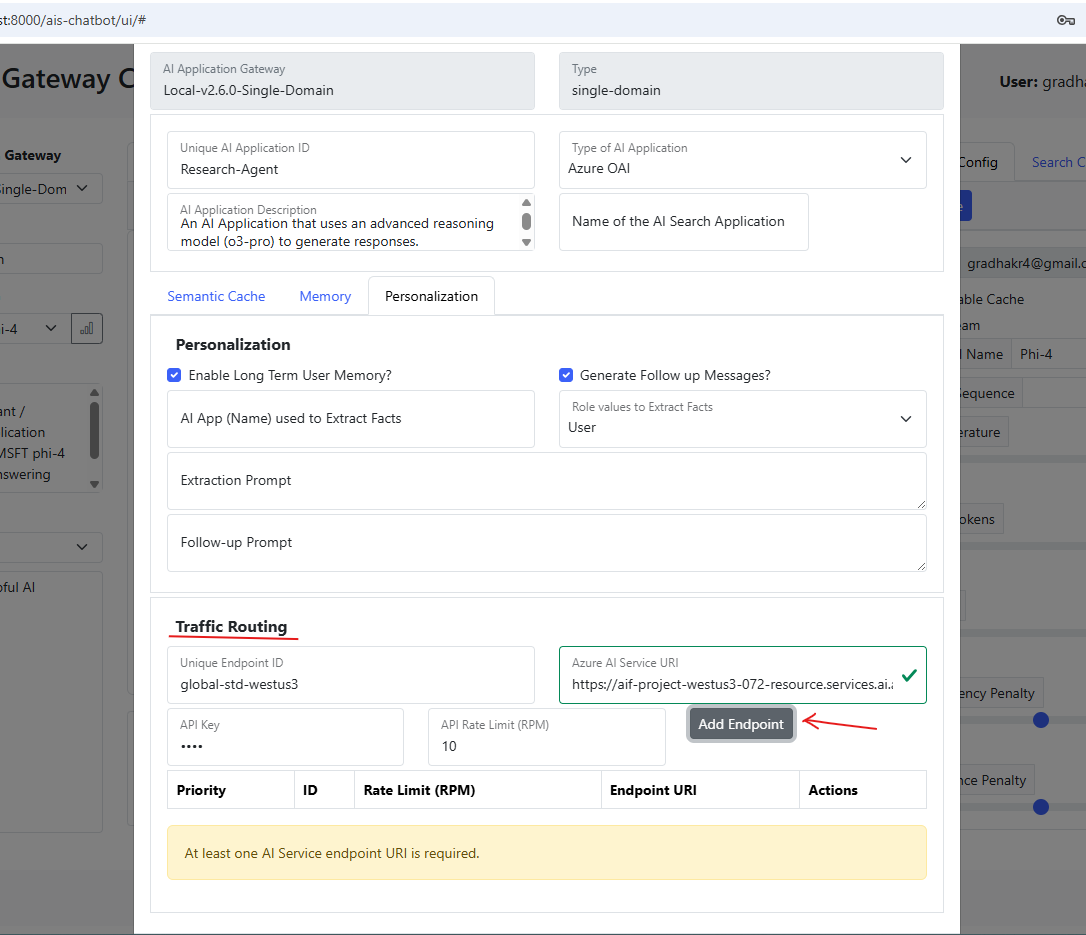 st:8000/ais-chatbot/ui/#
Gateway C
User: gradha
AI Application Gateway
Local-v2.6.0-Single-Domain
Type
single-domain
Gateway
Single-Dom
Unique AI Application ID
Research-Agent
Type of AI Application
Azure OAI
Config
Search C
AI Application Description
An AI Application that uses an advanced reasoning
model (o3-pro) to generate responses.
Name of the AI Search Application
gradhakr4@gmail.c
Semantic Cache
Memory
Personalization
able Cache
eam
Name
Phi-4
i-4
Personalization
Enable Long Term User Memory?
Generate Follow up Messages?
AI App (Name) used to Extract Facts
Role values to Extract Facts
User
Sequence
erature
ant /
lication
MSFT phi-4
nswering
Extraction Prompt
Follow-up Prompt
okens
pful AI
Traffic Routing
Unique Endpoint ID
global-std-westus3
Azure AI Service URI
https://aif-project-westus3-072-resource.services.ai.a
API Key
••••
API Rate Limit (RPM)
10
Add Endpoint
ency Penalty
Priority
ID
Rate Limit (RPM)
Endpoint URI
Actions
nce Penalty
At least one AI Service endpoint URI is required.